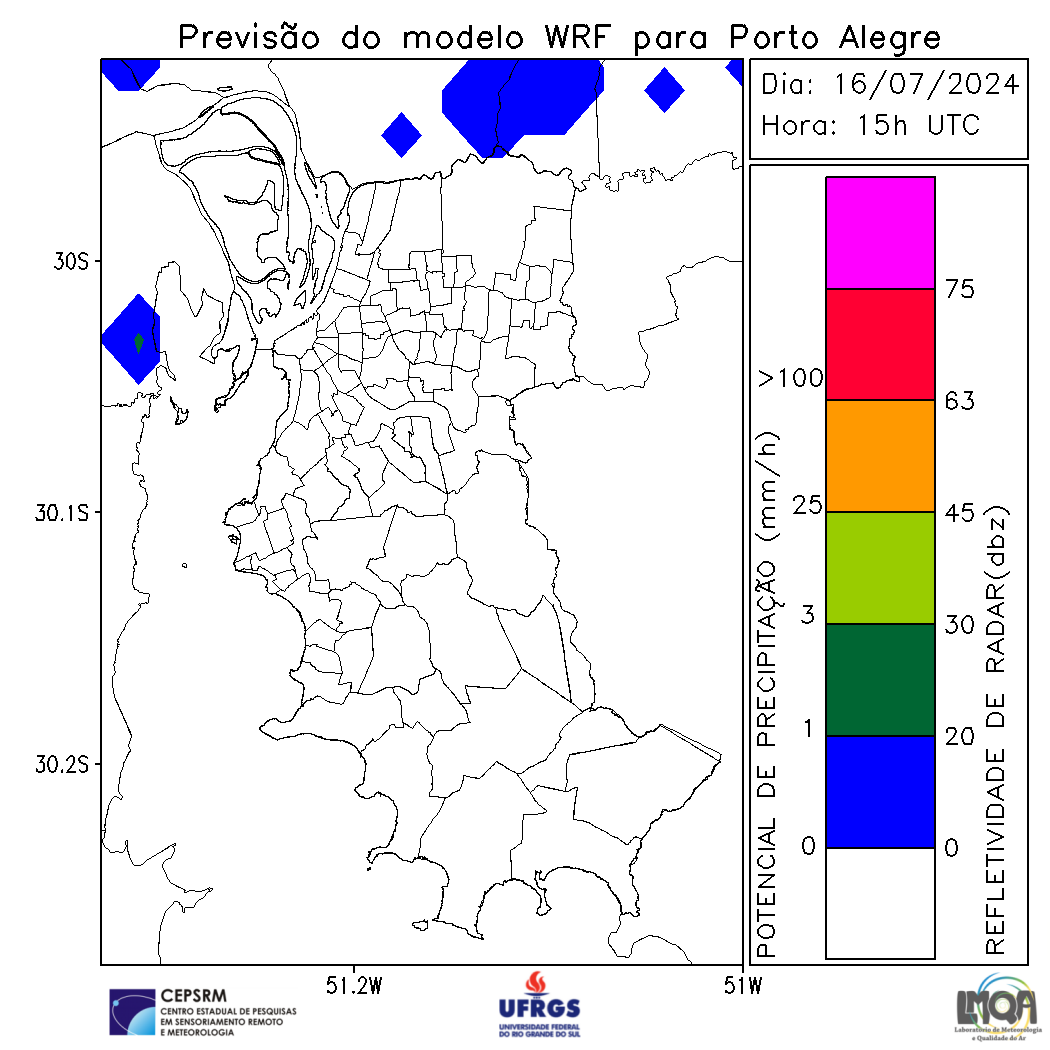 Previsão do modelo WRF para Porto Alegre
Dia: 16/07/2024
Hora: 15h UTC
30S
30.1S
30.2S
51.2W
51W
POTENCIAL DE PRECIPITAÇÃO (mm/h)
>100
25
3
1
0
75
63
45
30
20
0
REFLETIVIDADE DE RADAR(dbz)
CEPSRM
CENTRO ESTADUAL DE PESQUISAS
EM SENSORIAMENTO REMOTO
E METEOROLOGIA
UFRGS
UNIVERSIDADE FEDERAL
DO RIO GRANDE DO SUL
LMQA
Laboratório de Meteorologia
e Qualidade do Ar